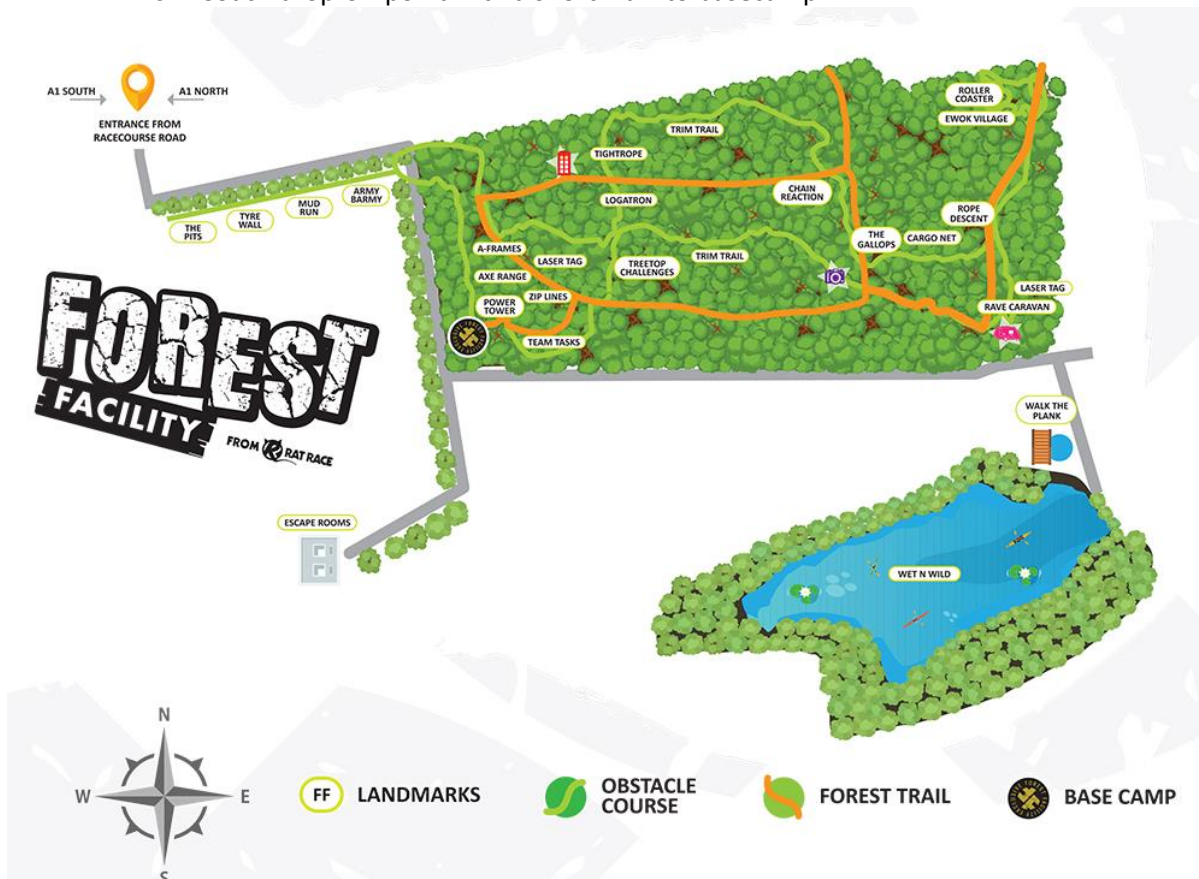 A1 SOUTH
A1 NORTH
ENTRANCE FROM
RACECOURSE ROAD
THE
PITS
TYRE
WALL
MUD
RUN
ARMY
BARMY
TRIM TRAIL
TIGHTROPE
LOGATRON
CHAIN
REACTION
ROLLER
COASTER
EWOK VILLAGE
ROPE
DESCENT
THE
GALLOPS
CARGO NET
A-FRAMES
LASER TAG
AXE RANGE
TREETOP
CHALLENGES
TRIM TRAIL
POWER
TOWER
ZIP LINES
TEAM TASKS
LASER TAG
RAVE CARAVAN
FOREST
FACILITY
FROM RAT RACE
WALK THE
PLANK
ESCAPE ROOMS
WET N WILD
N
W
E
S
FF
LANDMARKS
OBSTACLE
COURSE
FOREST TRAIL
BASE CAMP